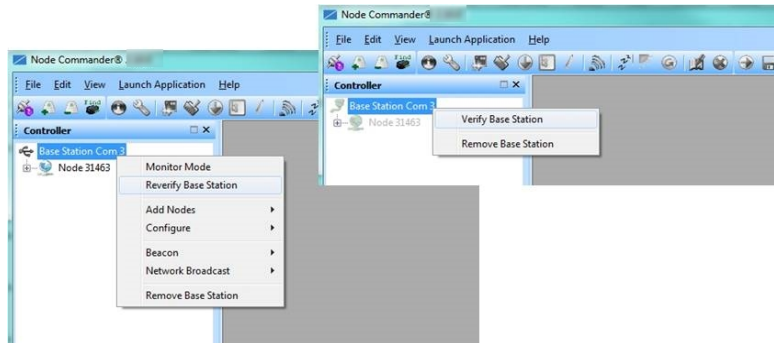 Node Commander®
File Edit View Launch Application Help
Find
Controller
Base Station Com 3
Node 31463
Monitor Mode
Reverify Base Station
Add Nodes
Configure
Beacon
Network Broadcast
Remove Base Station
Node Commander®
File Edit View Launch Application Help
Find
Controller
Base Station Com 3
Node 31463
Verify Base Station
Remove Base Station